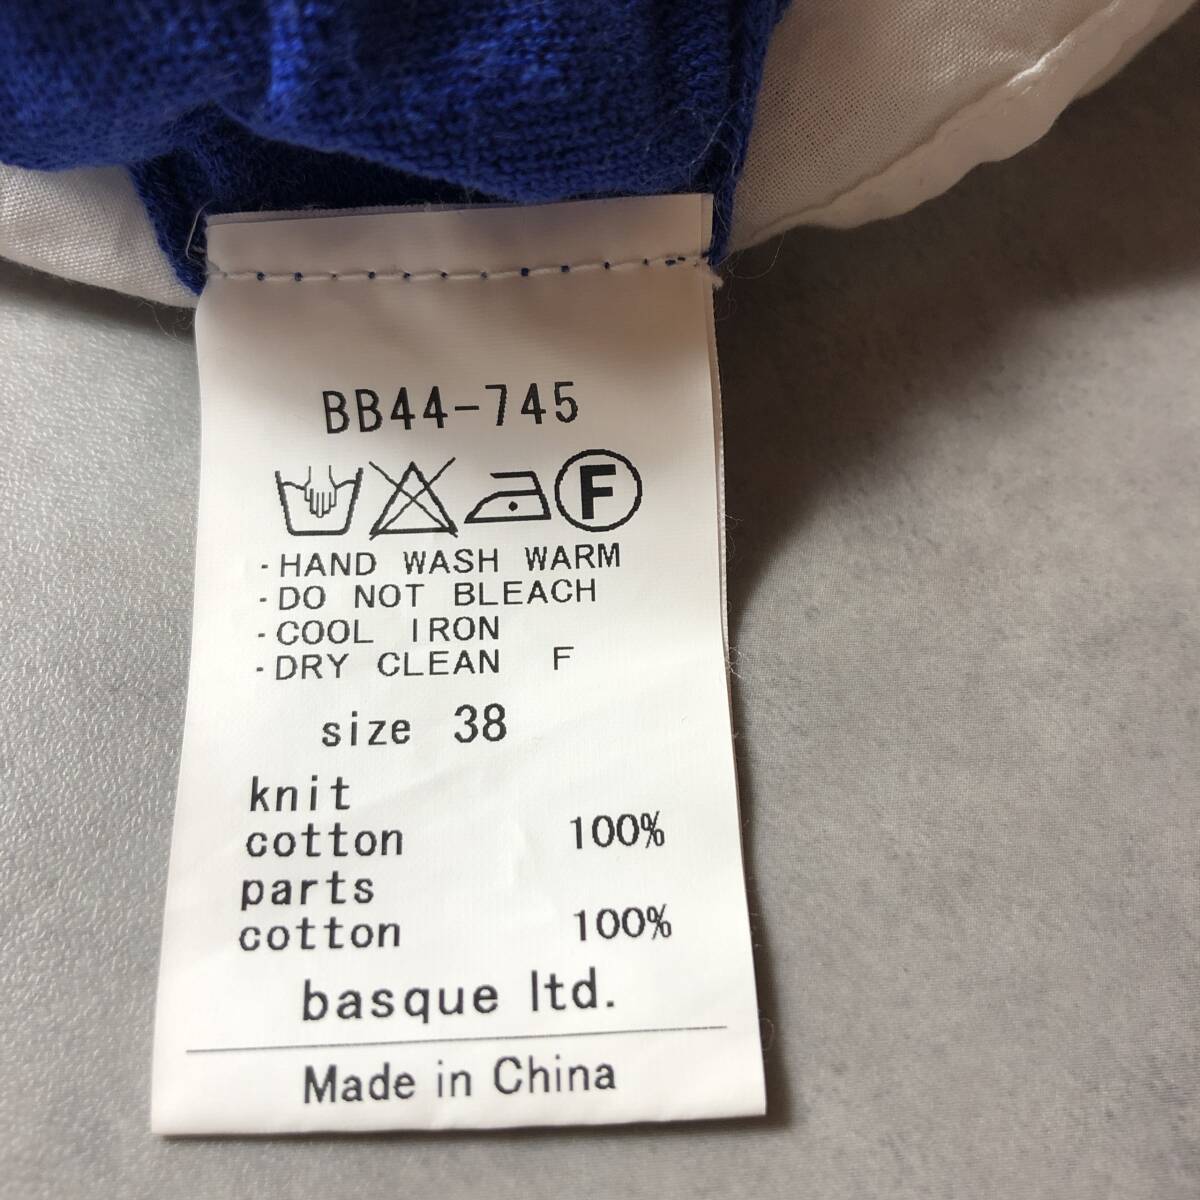 BB44-745
F
-HAND WASH WARM
-DO NOT BLEACH
-COOL IRON
-DRY CLEAN F
size 38
knit
cotton 100%
parts
cotton 100%
basque ltd.
Made in China